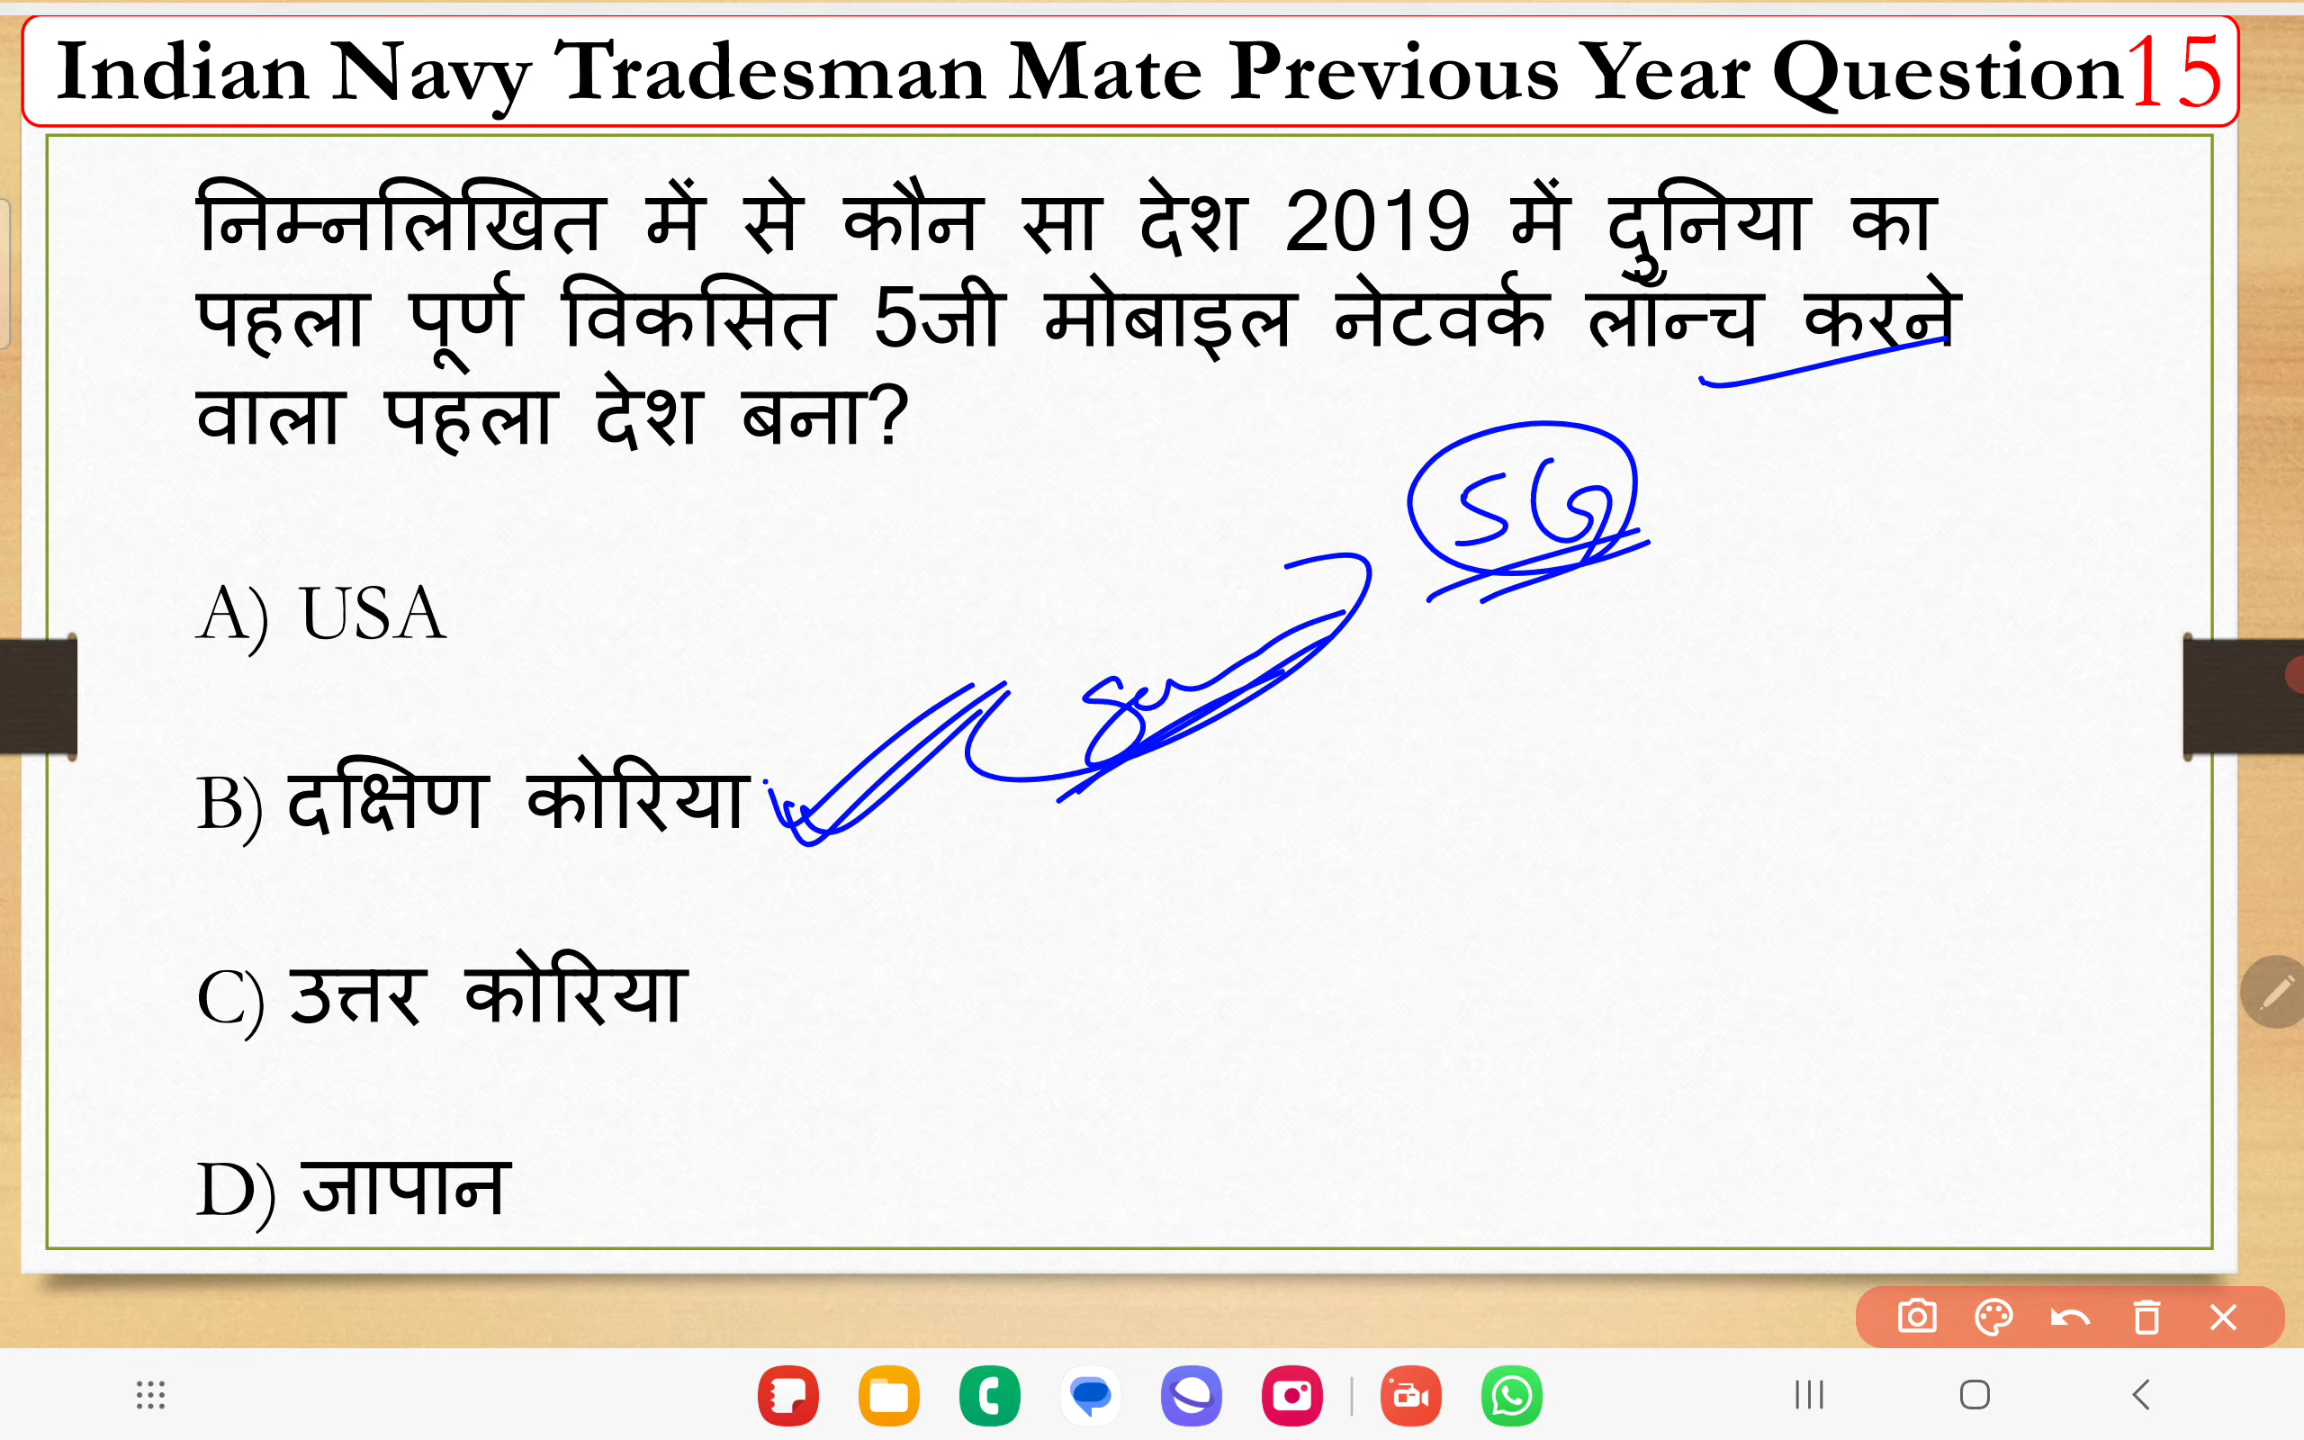 Indian Navy Tradesman Mate Previous Year Question15
निम्नलिखित में से कौन सा देश 2019 में दुनिया का
पहला पूर्ण विकसित 5जी मोबाइल नेटवर्क लॉन्च करने
वाला पहला देश बना?
5G
A) USA
B) दक्षिण कोरिया
C) उत्तर कोरिया
D) जापान